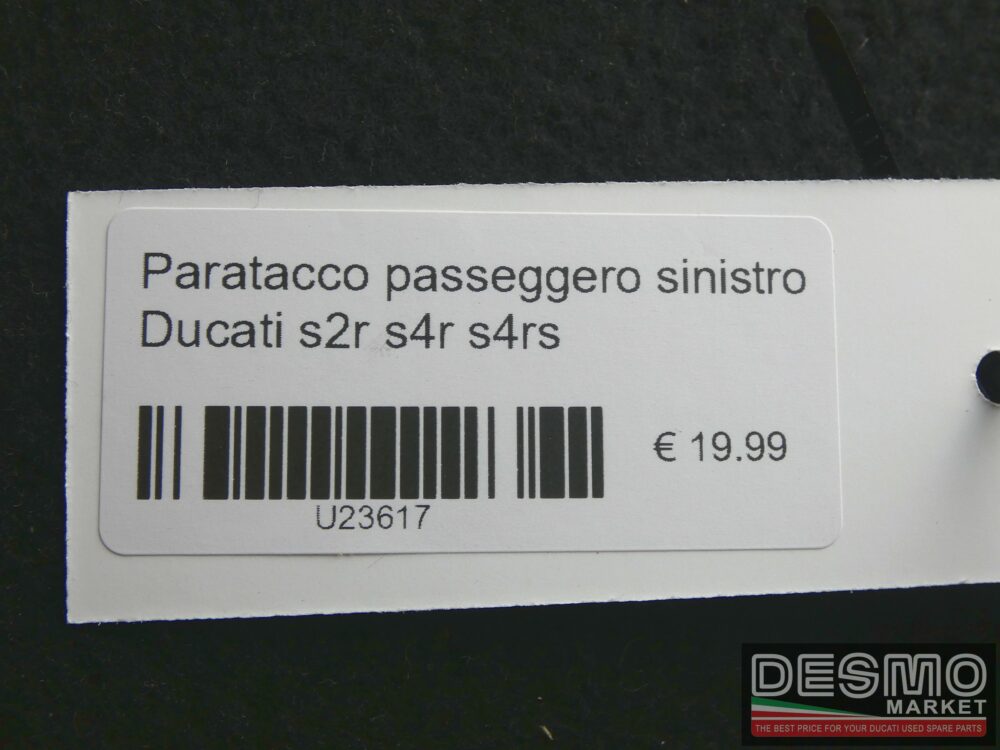 Paratacco passeggero sinistro
Ducati s2r s4r s4rs
€ 19.99
U23617
DESMO
MARKET
THE BEST PRICE FOR YOUR DUCATI USED SPARE PARTS